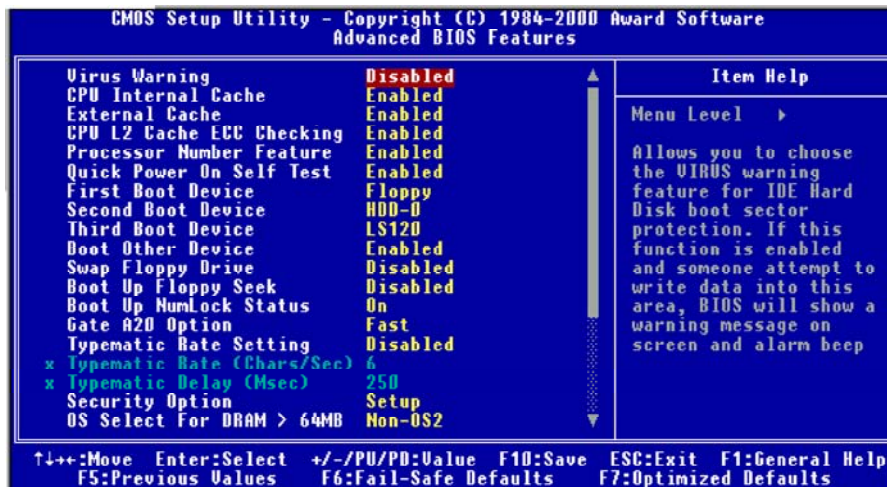 CMOS Setup Utility - Copyright (C) 1984-2000 Award Software
Advanced BIOS Features
Virus Warning Disabled
CPU Internal Cache Enabled
External Cache Enabled
CPU L2 Cache ECC Checking Enabled
Processor Number Feature Enabled
Quick Power On Self Test Enabled
First Boot Device Floppy
Second Boot Device HDD-0
Third Boot Device LS120
Boot Other Device Enabled
Swap Floppy Drive Disabled
Boot Up Floppy Seek Disabled
Boot Up NumLock Status On
Gate A20 Option Fast
Typematic Rate Setting Disabled
x Typematic Rate (Chars/Sec) 6
x Typematic Delay (Msec) 250
Security Option Setup
OS Select For DRAM > 64MB Non-OS2
Item Help
Menu Level ▸
Allows you to choose
the VIRUS warning
feature for IDE Hard
Disk boot sector
protection. If this
function is enabled
and someone attempt to
write data into this
area, BIOS will show a
warning message on
screen and alarm beep
↑↓→←:Move Enter:Select +/-/PU/PD:Value F10:Save ESC:Exit F1:General Help
F5:Previous Values F6:Fail-Safe Defaults F7:Optimized Defaults